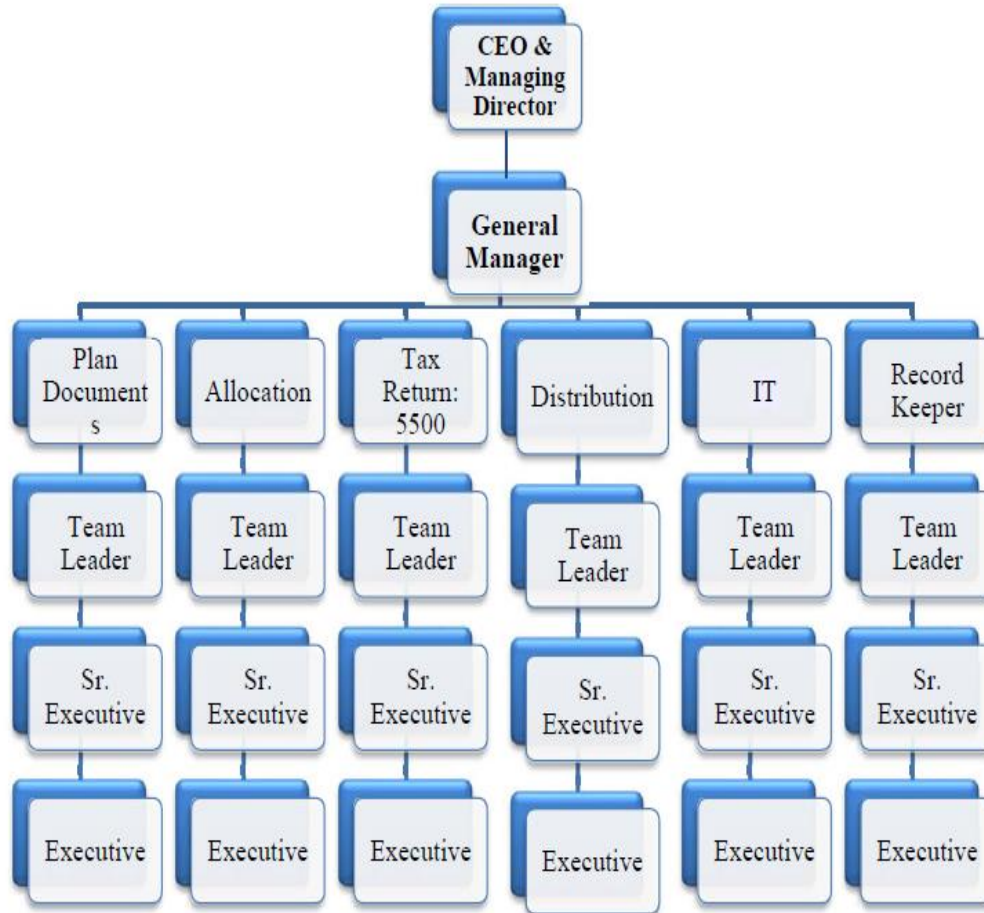 CEO &
Managing
Director
General
Manager
Plan
Document
s
Allocation
Tax
Return:
5500
Distribution
IT
Record
Keeper
Team
Leader
Team
Leader
Team
Leader
Team
Leader
Team
Leader
Team
Leader
Sr.
Executive
Sr.
Executive
Sr.
Executive
Sr.
Executive
Sr.
Executive
Sr.
Executive
Executive
Executive
Executive
Executive
Executive
Executive